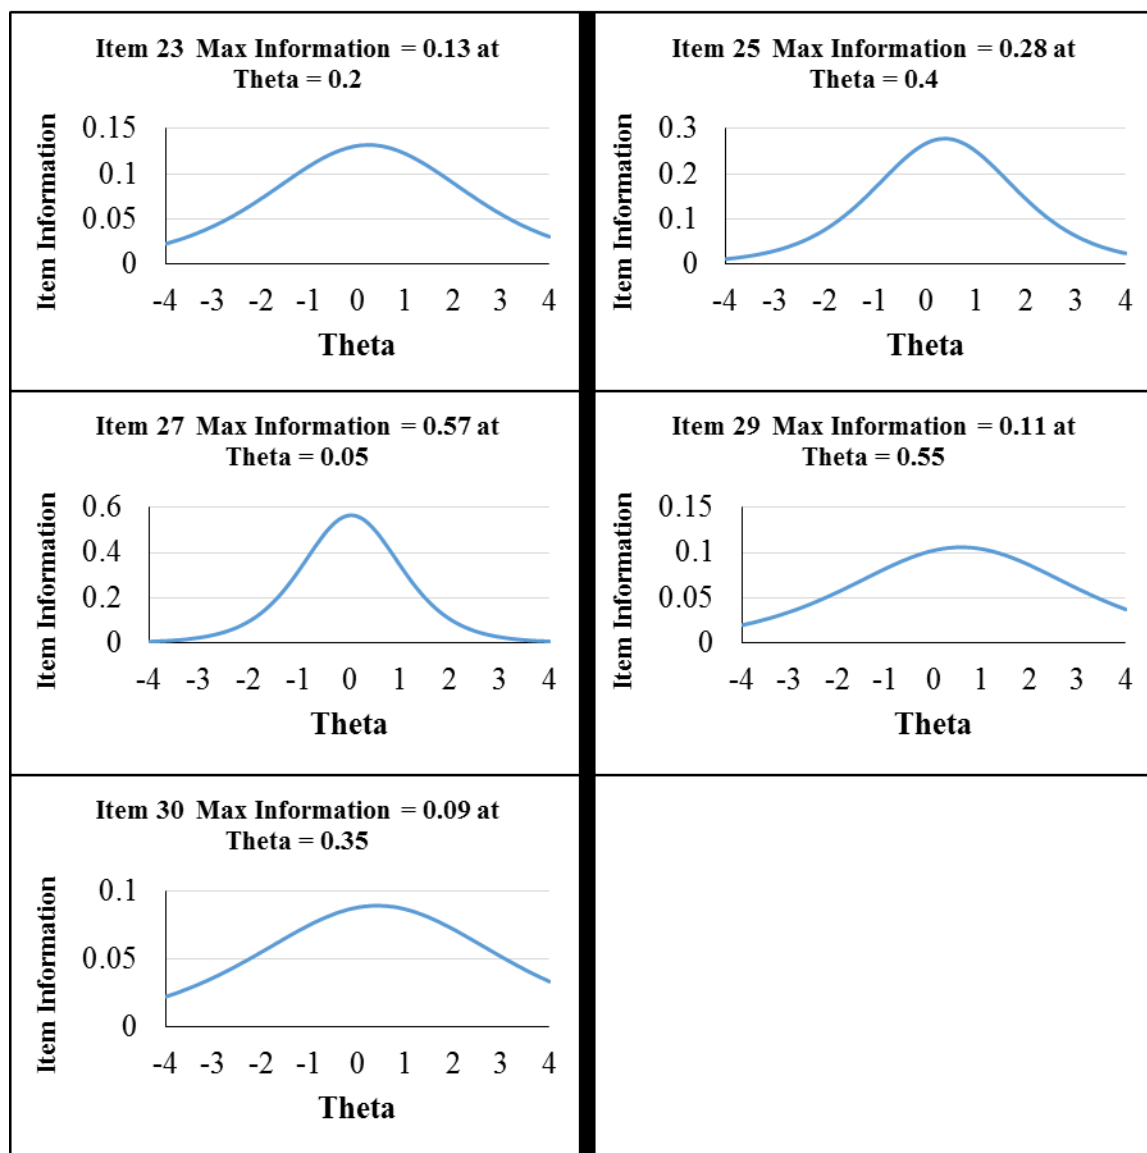 Item 23 Max Information = 0.13 at
Theta = 0.2
Item Information
0.15
0.1
0.05
0
-4 -3 -2 -1 0 1 2 3 4
Theta
Item 25 Max Information = 0.28 at
Theta = 0.4
Item Information
0.3
0.2
0.1
0
-4 -3 -2 -1 0 1 2 3 4
Theta
Item 27 Max Information = 0.57 at
Theta = 0.05
Item Information
0.6
0.4
0.2
0
-4 -3 -2 -1 0 1 2 3 4
Theta
Item 29 Max Information = 0.11 at
Theta = 0.55
Item Information
0.15
0.1
0.05
0
-4 -3 -2 -1 0 1 2 3 4
Theta
Item 30 Max Information = 0.09 at
Theta = 0.35
Item Information
0.1
0.05
0
-4 -3 -2 -1 0 1 2 3 4
Theta